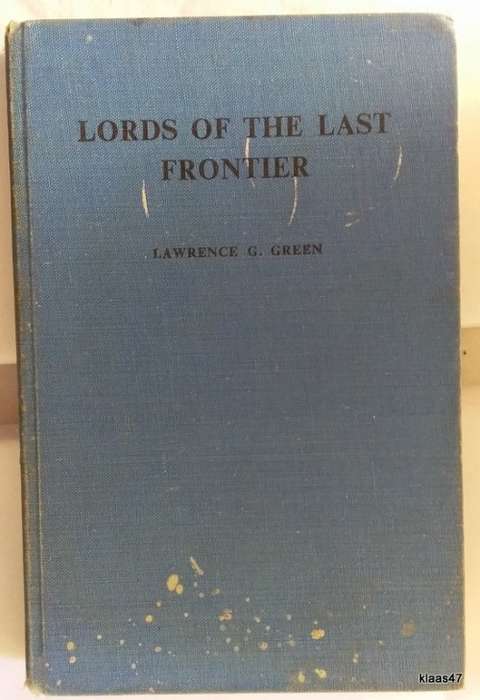 LORDS OF THE LAST
FRONTIER
LAWRENCE G. GREEN
klaas47